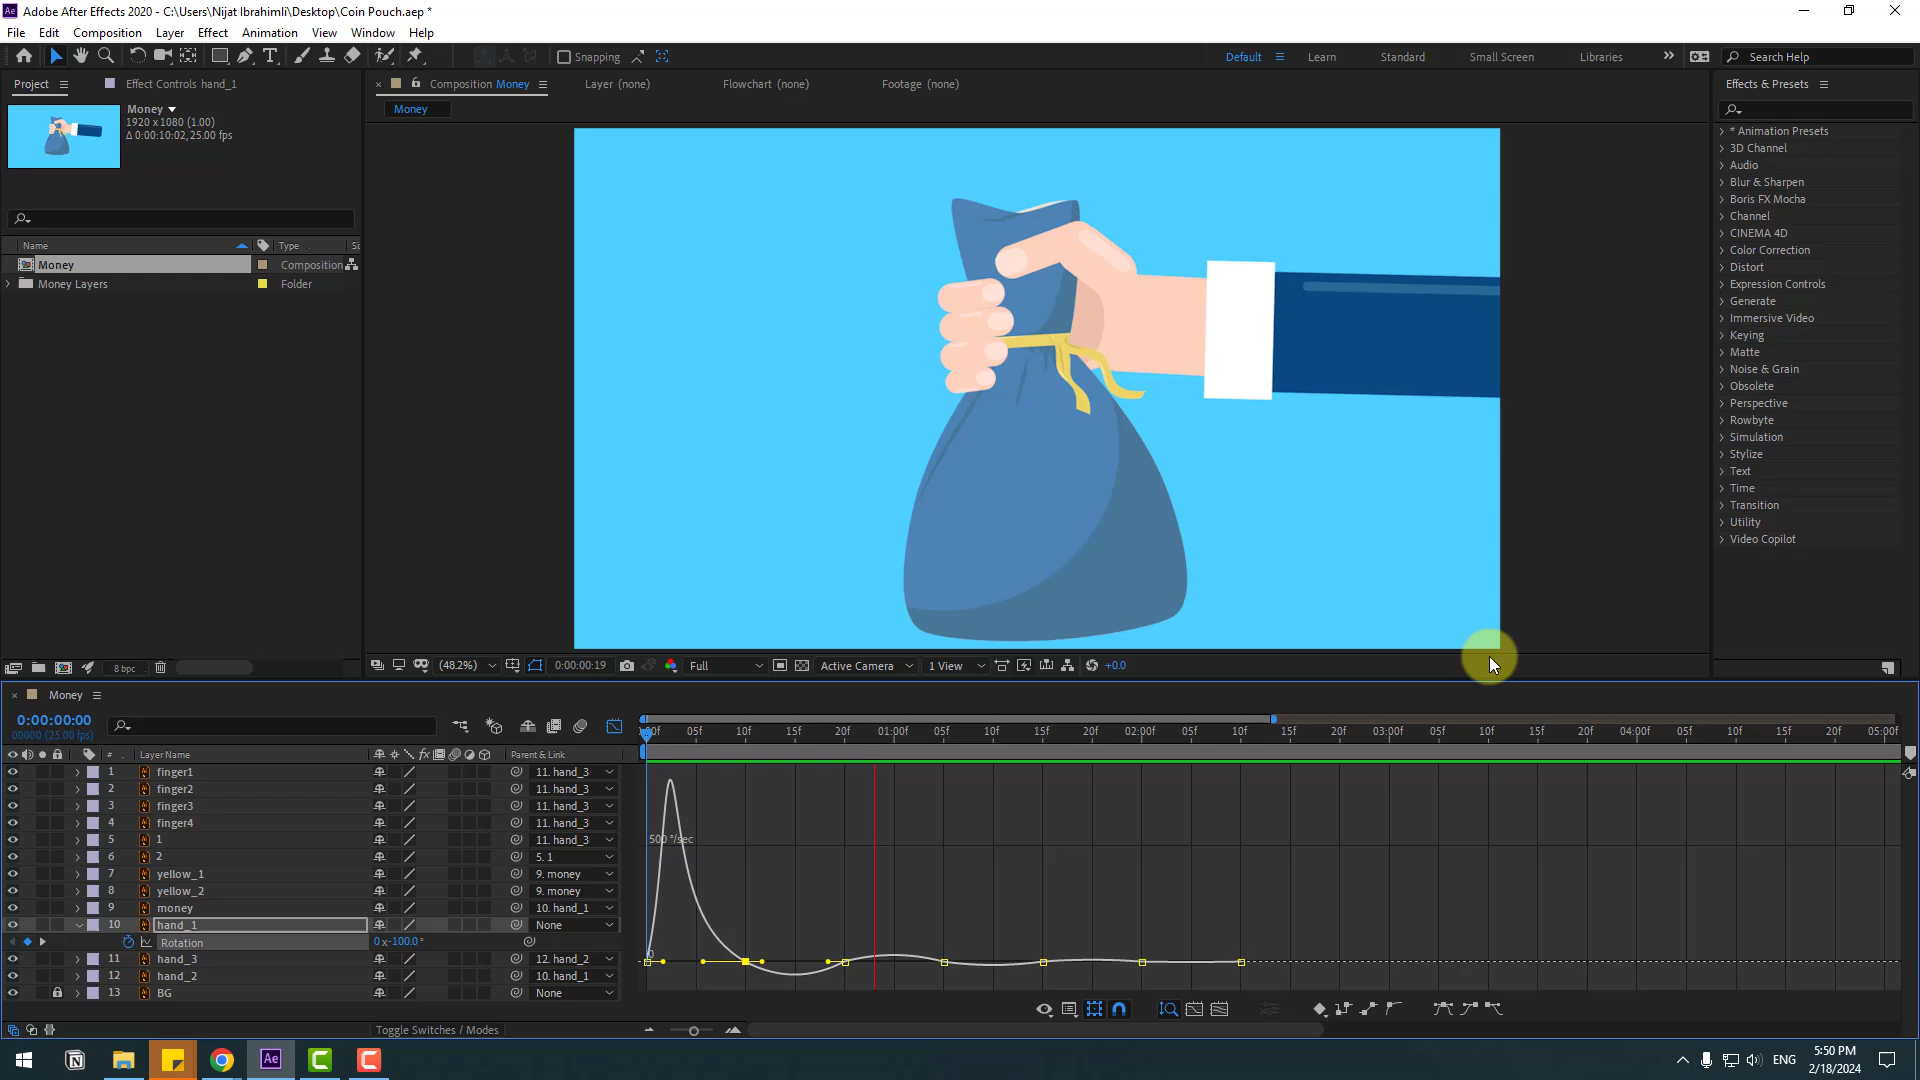 Ae Adobe After Effects 2020 - C:\Users\Nijat Ibrahimli\Desktop\Coin Pouch.aep *
File Edit Composition Layer Effect Animation View Window Help
Snapping Default Learn Standard Small Screen Libraries Search Help
Project Effect Controls hand_1 Composition Money Layer (none) Flowchart (none) Footage (none) Effects & Presets
Money
1920 x 1080 (1.00)
Δ 0:00:10:02, 25.00 fps
Money
* Animation Presets
3D Channel
Audio
Blur & Sharpen
Boris FX Mocha
Channel
CINEMA 4D
Color Correction
Distort
Expression Controls
Generate
Immersive Video
Keying
Matte
Noise & Grain
Obsolete
Perspective
Rowbyte
Simulation
Stylize
Text
Time
Transition
Utility
Video Copilot
Name Type Si
Money Composition
Money Layers Folder
8 bpc
(48.2%) 0:00:00:19 Full Active Camera 1 View +0.0
Money
0:00:00:00
00000 (25.00 fps)
:00f 05f 10f 15f 20f 01:00f 05f 10f 15f 20f 02:00f 05f 10f 15f 20f 03:00f 05f 10f 15f 20f 04:00f 05f 10f 15f 20f 05:00f
# Layer Name fx Parent & Link
1 finger1 11. hand_3
2 finger2 11. hand_3
3 finger3 11. hand_3
4 finger4 11. hand_3
5 1 11. hand_3
6 2 5. 1
7 yellow_1 9. money
8 yellow_2 9. money
9 money 10. hand_1
10 hand_1 None
Rotation 0x-100.0°
11 hand_3 12. hand_2
12 hand_2 10. hand_1
13 BG None
500 °/sec
0
Toggle Switches / Modes
Ae
ENG
5:50 PM
2/18/2024